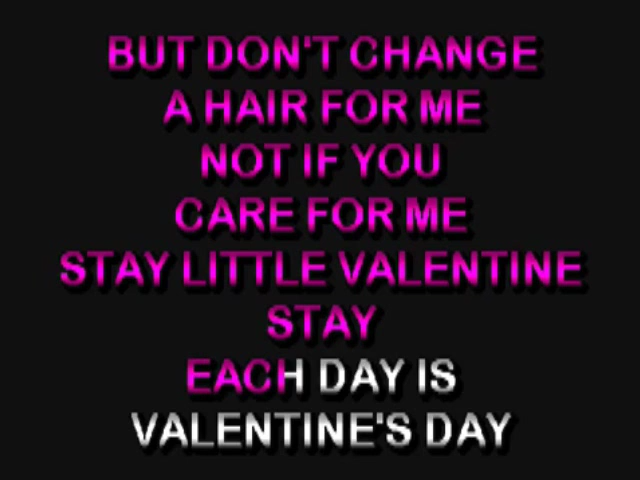 BUT DON'T CHANGE
A HAIR FOR ME
NOT IF YOU
CARE FOR ME
STAY LITTLE VALENTINE
STAY
EACH DAY IS
VALENTINE'S DAY